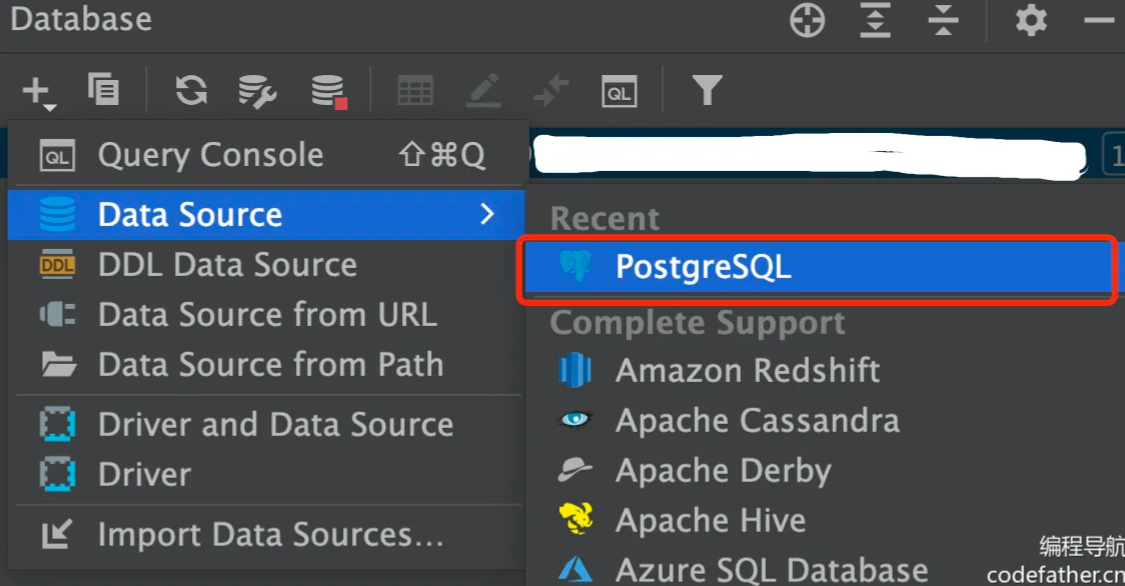 Database
QL
QL Query Console ⇧⌘Q
1
Data Source
Recent
DDL DDL Data Source
PostgreSQL
Data Source from URL
Complete Support
Data Source from Path
Amazon Redshift
Driver and Data Source
Apache Cassandra
Driver
Apache Derby
Import Data Sources...
Apache Hive
Azure SQL Database
编程导航
codefather.cn